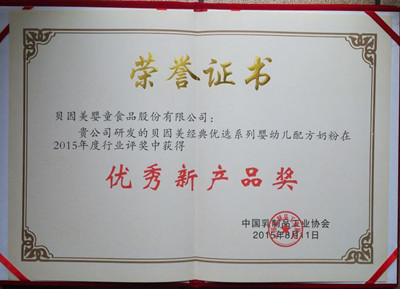 荣誉证书
贝因美婴童食品股份有限公司：
贵公司研发的贝因美经典优选系列婴幼儿配方奶粉在
2015年度行业评奖中获得
优秀新产品奖
中国乳制品工业协会
2015年8月11日